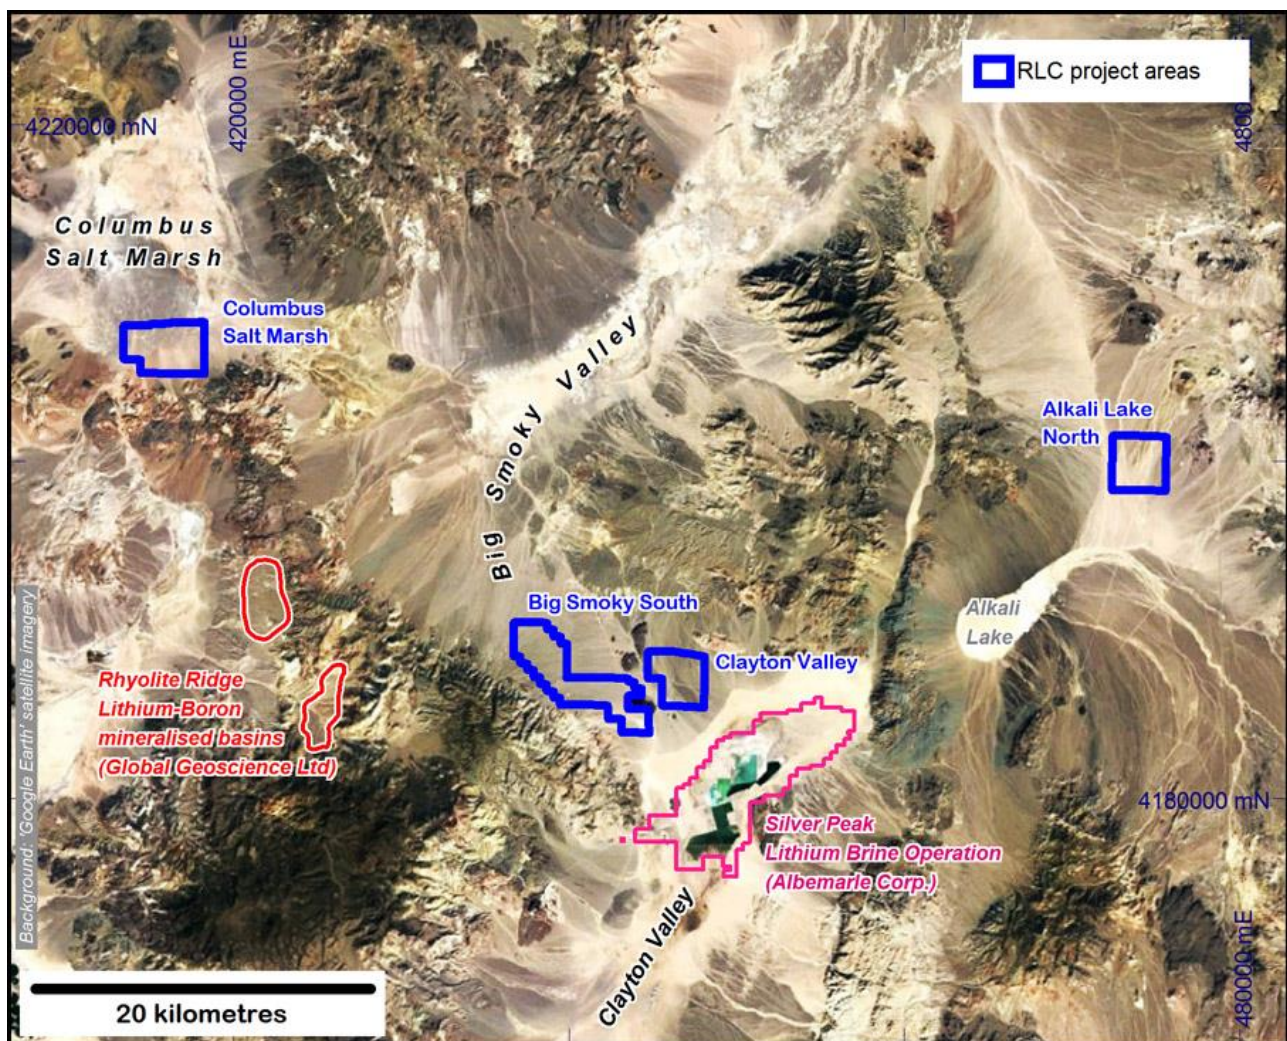 RLC project areas
4220000 mN
420000 mE
4800
Columbus
Salt Marsh
Columbus
Salt Marsh
Big Smoky Valley
Alkali Lake
North
Big Smoky South
Clayton Valley
Alkali
Lake
Rhyolite Ridge
Lithium-Boron
mineralised basins
(Global Geoscience Ltd)
4180000 mN
Silver Peak
Lithium Brine Operation
(Albemarle Corp.)
Clayton Valley
480000 mE
Background: 'Google Earth' satellite imagery
20 kilometres